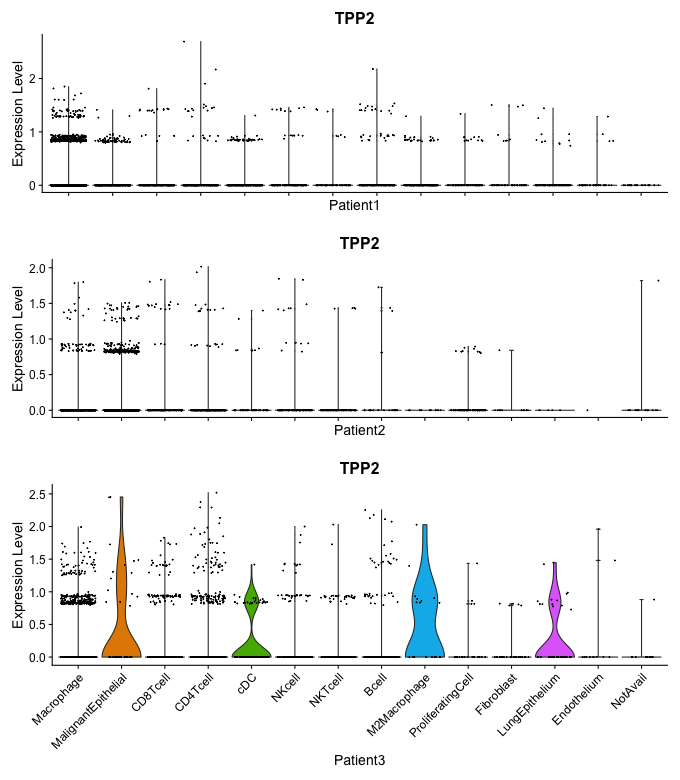 TPP2
Expression Level
2
1
0
Patient1
TPP2
Expression Level
2.0
1.5
1.0
0.5
0.0
Patient2
TPP2
Expression Level
2.5
2.0
1.5
1.0
0.5
0.0
Macrophage
MalignantEpithelial
CD8Tcell
CD4Tcell
cDC
NKcell
NKTcell
Bcell
M2Macrophage
ProliferatingCell
Fibroblast
LungEpithelium
Endothelium
NotAvail
Patient3